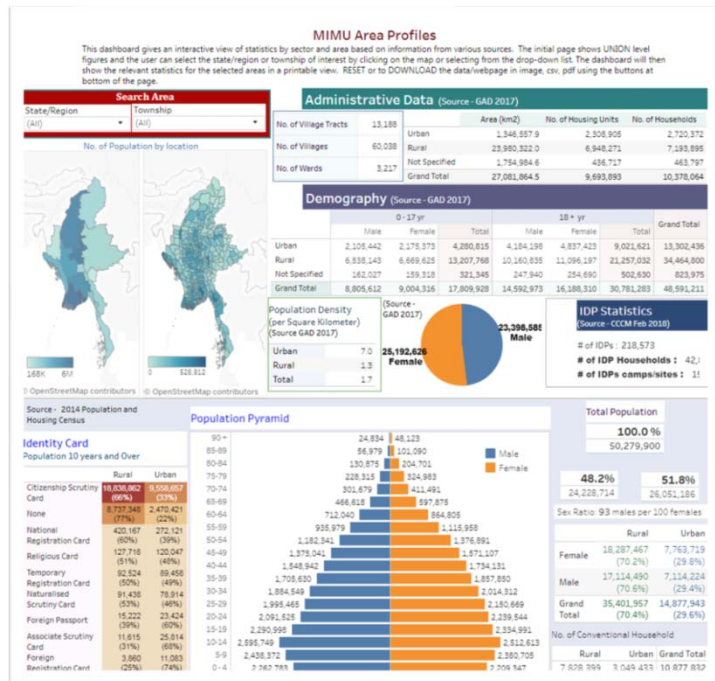 MIMU Area Profiles
This dashboard gives an interactive view of statistics by sector and area based on information from various sources. The initial page shows UNION level
figures and the user can select the state/region or township of interest by clicking on the map or selecting from the drop-down list. The dashboard will then
show the relevant statistics for the selected areas in a printable view. RESET or to DOWNLOAD the data/webpage in image, csv, pdf using the buttons at
bottom of the page.
Search Area
State/Region Township
(All) (All)
No. of Population by location
168K 6M
0 528,812
© OpenStreetMap contributors © OpenStreetMap contributors
Administrative Data (Source - GAD 2017)
No. of Village Tracts 13,188
No. of Villages 60,038
No. of Wards 3,217
Area (km2) No. of Housing Units No. of Households
Urban 1,346,557.9 2,308,905 2,720,372
Rural 23,980,322.0 6,948,271 7,193,895
Not Specified 1,754,984.6 436,717 463,797
Grand Total 27,081,864.5 9,693,893 10,378,064
Demography (Source - GAD 2017)
0 - 17 yr 18 + yr Grand Total
Male Female Total Male Female Total
Urban 2,105,442 2,175,373 4,280,815 4,184,198 4,837,423 9,021,621 13,302,436
Rural 6,538,143 6,669,625 13,207,768 10,160,835 11,096,197 21,257,032 34,464,800
Not Specified 162,027 159,318 321,345 247,940 254,690 502,630 823,975
Grand Total 8,805,612 9,004,316 17,809,928 14,592,973 16,188,310 30,781,283 48,591,211
Population Density
(per Square Kilometer)
(Source GAD 2017)
Urban 7.0
Rural 1.3
Total 1.7
(Source -
GAD 2017)
23,398,585
Male
25,192,626
Female
IDP Statistics
(Source - CCCM Feb 2018)
# of IDPs : 218,573
# of IDP Households : 42,
# of IDPs camps/sites :
Source - 2014 Population and
Housing Census
Identity Card
Population 10 years and Over
Rural Urban
Citizenship Scrutiny Card 18,838,862 (66%) 9,558,657 (33%)
None 8,737,348 (77%) 2,470,421 (22%)
National Registration Card 420,167 (60%) 272,121 (39%)
Religious Card 127,718 (51%) 120,047 (48%)
Temporary Registration Card 92,524 (50%) 89,458 (49%)
Naturalised Scrutiny Card 91,438 (53%) 78,914 (46%)
Foreign Passport 15,222 (39%) 23,424 (60%)
Associate Scrutiny Card 11,615 (31%) 25,814 (68%)
Foreign Registration Card 3,860 (25%) 11,083 (74%)
Population Pyramid
Male
Female
90 + 24,834 48,123
85-89 56,979 101,090
80-84 130,875 204,701
75-79 228,315 324,983
70-74 301,679 411,491
65-69 466,618 597,875
60-64 712,040 864,805
55-59 935,979 1,115,958
50-54 1,182,341 1,376,891
45-49 1,375,041 1,571,107
40-44 1,548,942 1,734,131
35-39 1,705,630 1,857,850
30-34 1,884,549 2,014,312
25-29 1,995,465 2,150,669
20-24 2,091,525 2,239,544
15-19 2,290,998 2,334,991
10-14 2,595,749 2,512,613
5-9 2,438,372 2,380,705
0-4 2,262,783 2,209,347
Total Population
100.0 %
50,279,900
48.2% 51.8%
24,228,714 26,051,186
Sex Ratio: 93 males per 100 females
Rural Urban
Female 18,287,467 (70.2%) 7,763,719 (29.8%)
Male 17,114,490 (70.6%) 7,114,224 (29.4%)
Grand Total 35,401,957 (70.4%) 14,877,943 (29.6%)
No. of Conventional Household
Rural Urban Grand Total
7,828,399 3,049,433 10,877,832